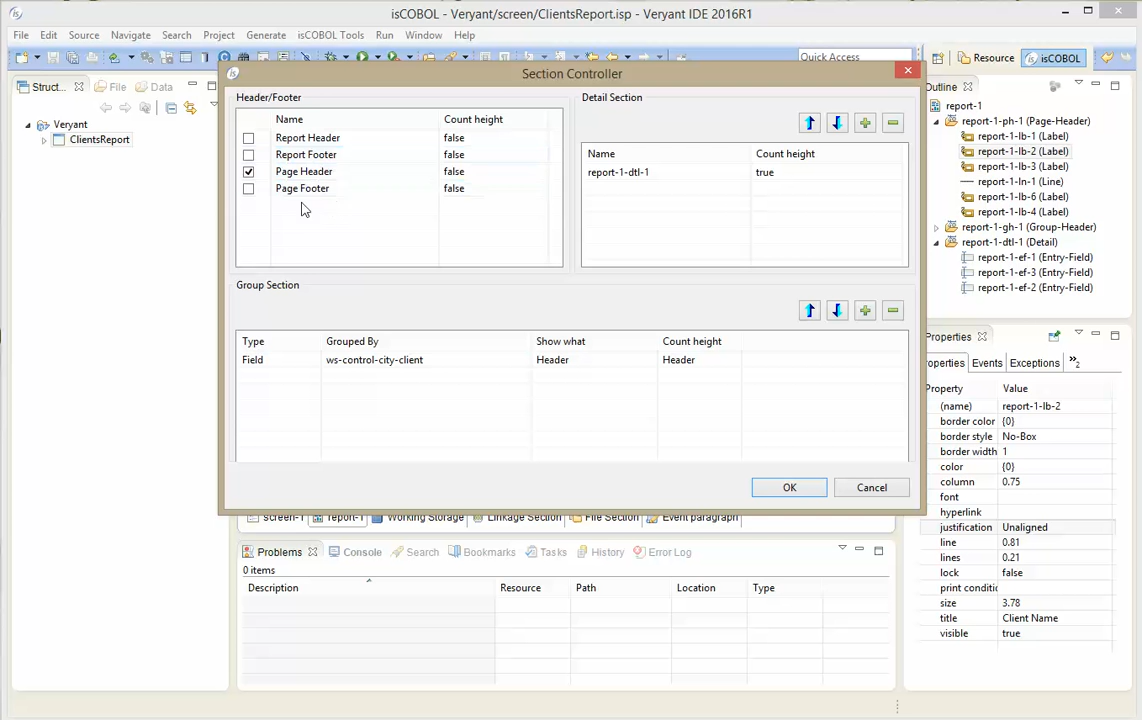 isCOBOL - Veryant/screen/ClientsReport.isp - Veryant IDE 2016R1
File Edit Source Navigate Search Project Generate isCOBOL Tools Run Window Help
Quick Access
Resource
isCOBOL
Struct...
File
Data
Veryant
ClientsReport
Section Controller
Header/Footer
Name Count height
Report Header false
Report Footer false
Page Header false
Page Footer false
Detail Section
Name Count height
report-1-dtl-1 true
Group Section
Type Grouped By Show what Count height
Field ws-control-city-client Header Header
OK Cancel
screen-1 report-1 Working Storage Linkage Section File Section Event paragraph
Problems Console Search Bookmarks Tasks History Error Log
0 items
Description Resource Path Location Type
Outline
report-1
report-1-ph-1 (Page-Header)
report-1-lb-1 (Label)
report-1-lb-2 (Label)
report-1-lb-3 (Label)
report-1-ln-1 (Line)
report-1-lb-6 (Label)
report-1-lb-4 (Label)
report-1-gh-1 (Group-Header)
report-1-dtl-1 (Detail)
report-1-ef-1 (Entry-Field)
report-1-ef-3 (Entry-Field)
report-1-ef-2 (Entry-Field)
Properties
operties Events Exceptions »2
Property Value
(name) report-1-lb-2
border color {0}
border style No-Box
border width 1
color {0}
column 0.75
font
hyperlink
justification Unaligned
line 0.81
lines 0.21
lock false
print conditic
size 3.78
title Client Name
visible true